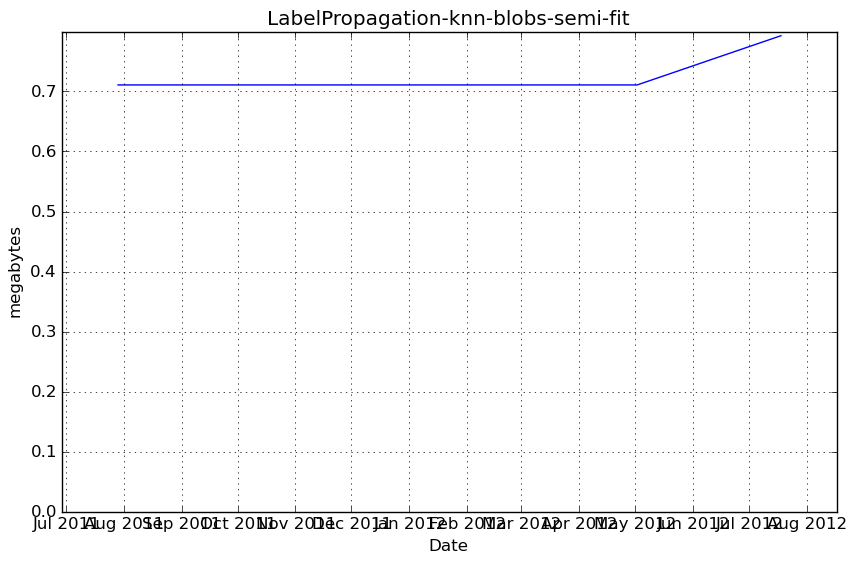 LabelPropagation-knn-blobs-semi-fit
megabytes
0.7
0.6
0.5
0.4
0.3
0.2
0.1
0.0
Jul 2011 Aug 2011 Sep 2011 Oct 2011 Nov 2011 Dec 2011 Jan 2012 Feb 2012 Mar 2012 Apr 2012 May 2012 Jun 2012 Jul 2012 Aug 2012
Date